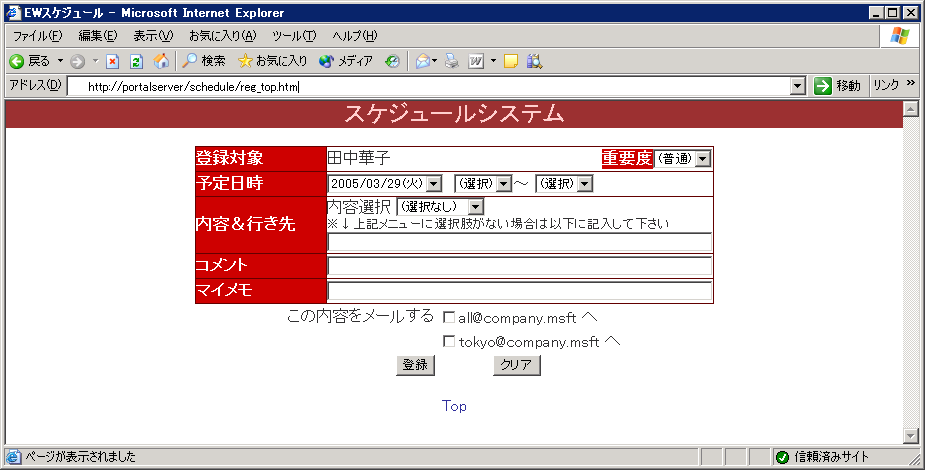 EWスケジュール - Microsoft Internet Explorer
ファイル(F) 編集(E) 表示(V) お気に入り(A) ツール(T) ヘルプ(H)
戻る 検索 お気に入り メディア
アドレス(D) http://portalserver/schedule/reg_top.htm 移動 リンク »
スケジュールシステム
登録対象 田中華子 重要度 (普通)
予定日時 2005/03/29(火) (選択) ～ (選択)
内容＆行き先 内容選択 (選択なし)
※↓上記メニューに選択肢がない場合は以下に記入して下さい
コメント
マイメモ
この内容をメールする all@company.msft へ
tokyo@company.msft へ
登録 クリア
Top
ページが表示されました 信頼済みサイト